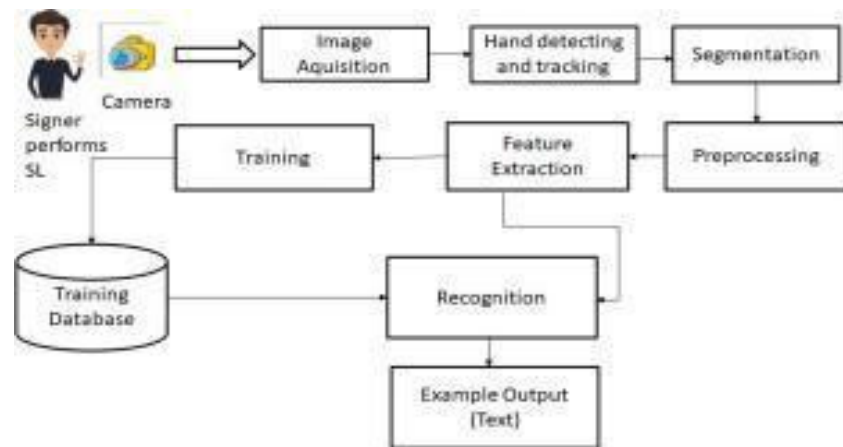 Image
Aquisition
Hand detecting
and tracking
Segmentation
Camera
Signer
performs
SL
Training
Feature
Extraction
Preprocessing
Training
Database
Recognition
Example Output
(Text)